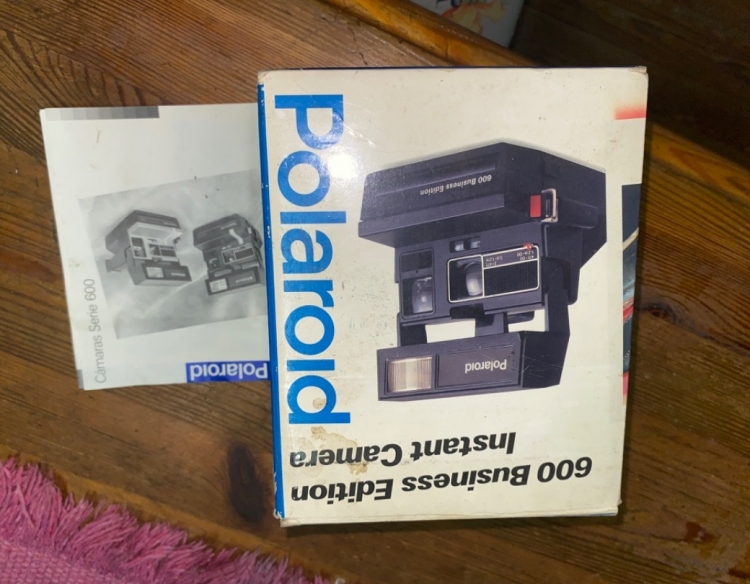 Polaroid
600 Business Edition
Polaroid
600 Business Edition
Instant Camera
Cámaras Serie 600
Polaroid